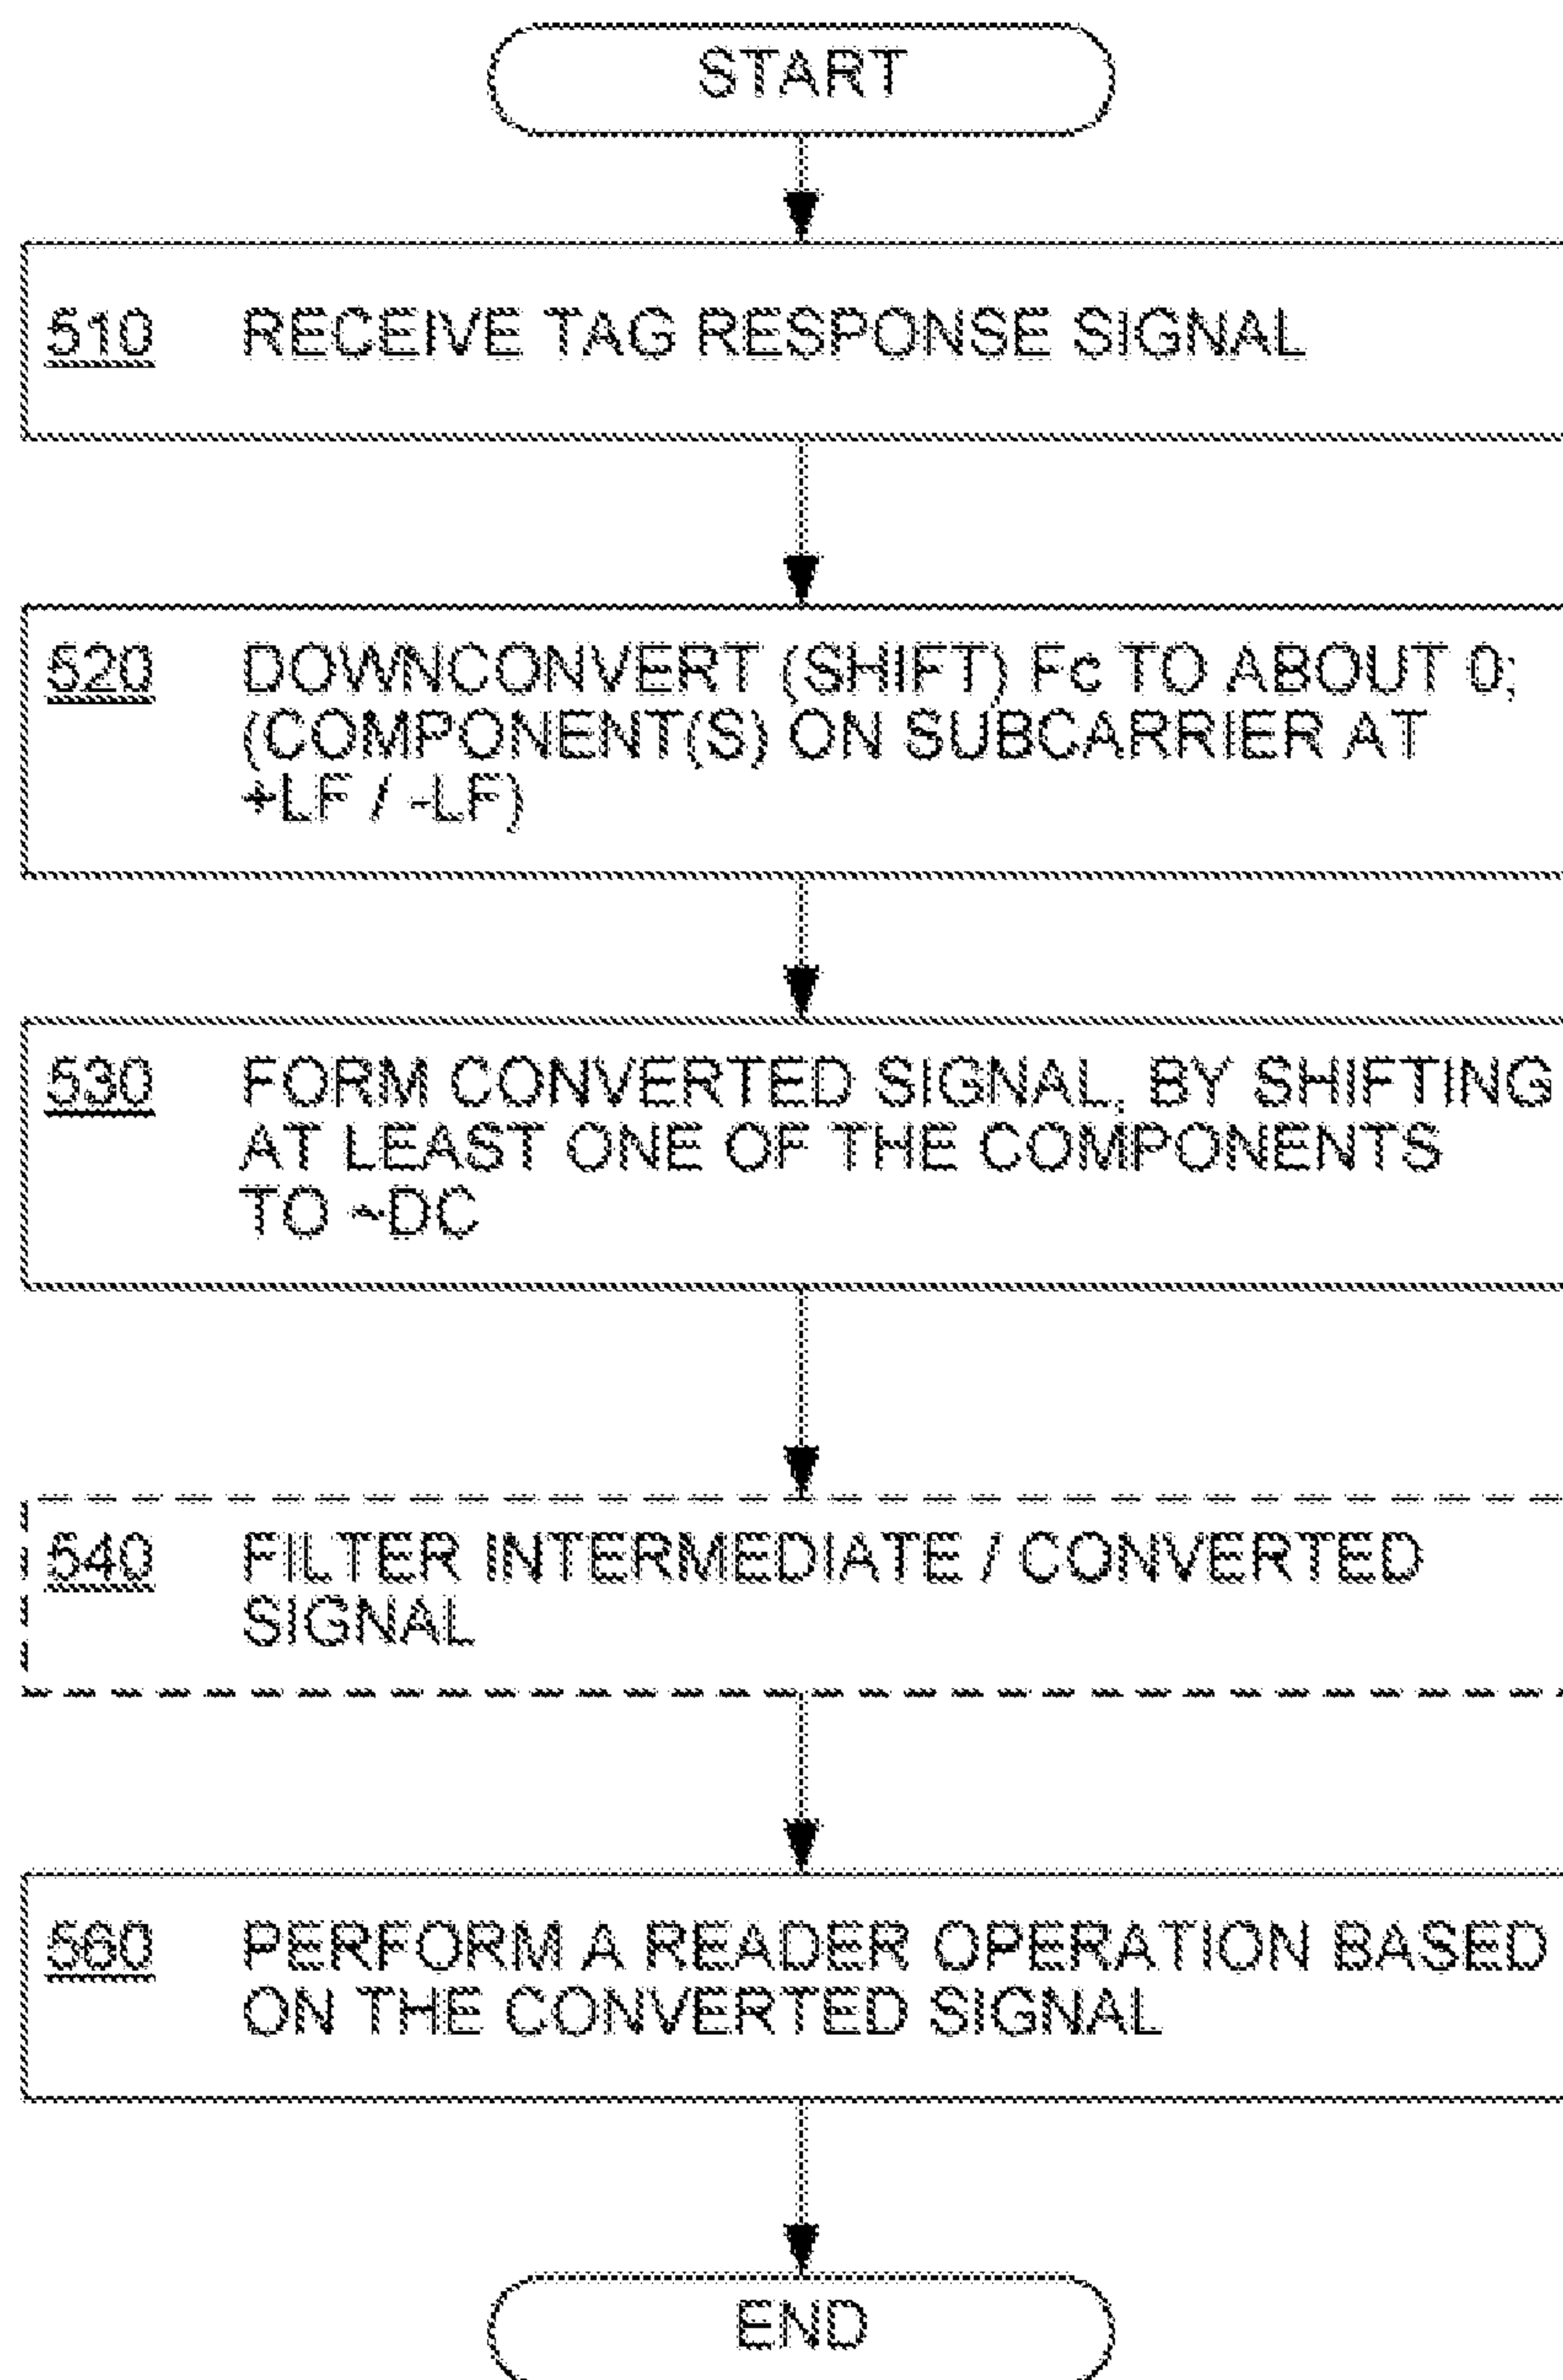 START
510 RECEIVE TAG RESPONSE SIGNAL
520 DOWNCONVERT (SHIFT) Fc TO ABOUT 0;
(COMPONENT(S) ON SUBCARRIER AT
+LF / -LF)
530 FORM CONVERTED SIGNAL, BY SHIFTING
AT LEAST ONE OF THE COMPONENTS
TO ~DC
540 FILTER INTERMEDIATE / CONVERTED
SIGNAL
560 PERFORM A READER OPERATION BASED
ON THE CONVERTED SIGNAL
END